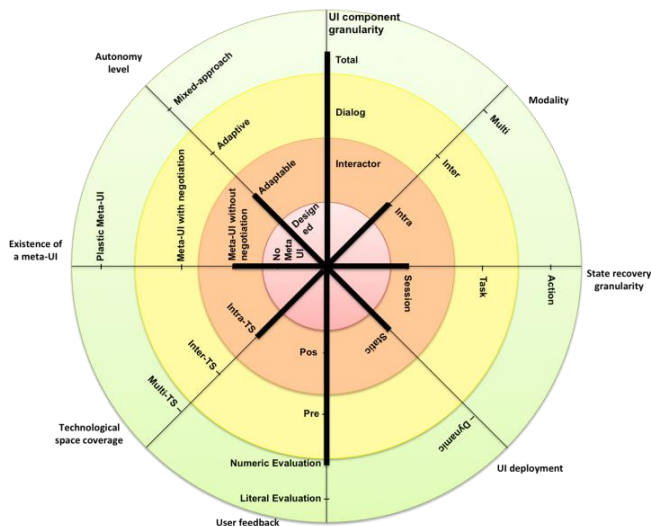 UI component
granularity
Autonomy
level
Total
Mixed-approach
Modality
Multi
Dialog
Adaptive
Inter
Interactor
Adaptable
Meta-UI with negotiation
Meta-UI without
negotiation
Plastic Meta-UI
Design
ed
Intra
No
Meta
UI
Existence of
a meta-UI
State recovery
granularity
Session
Task
Action
Intra-TS
Static
Pos
Inter-TS
Multi-TS
Pre
Dynamic
Technological
space coverage
Numeric Evaluation
UI deployment
Literal Evaluation
User feedback